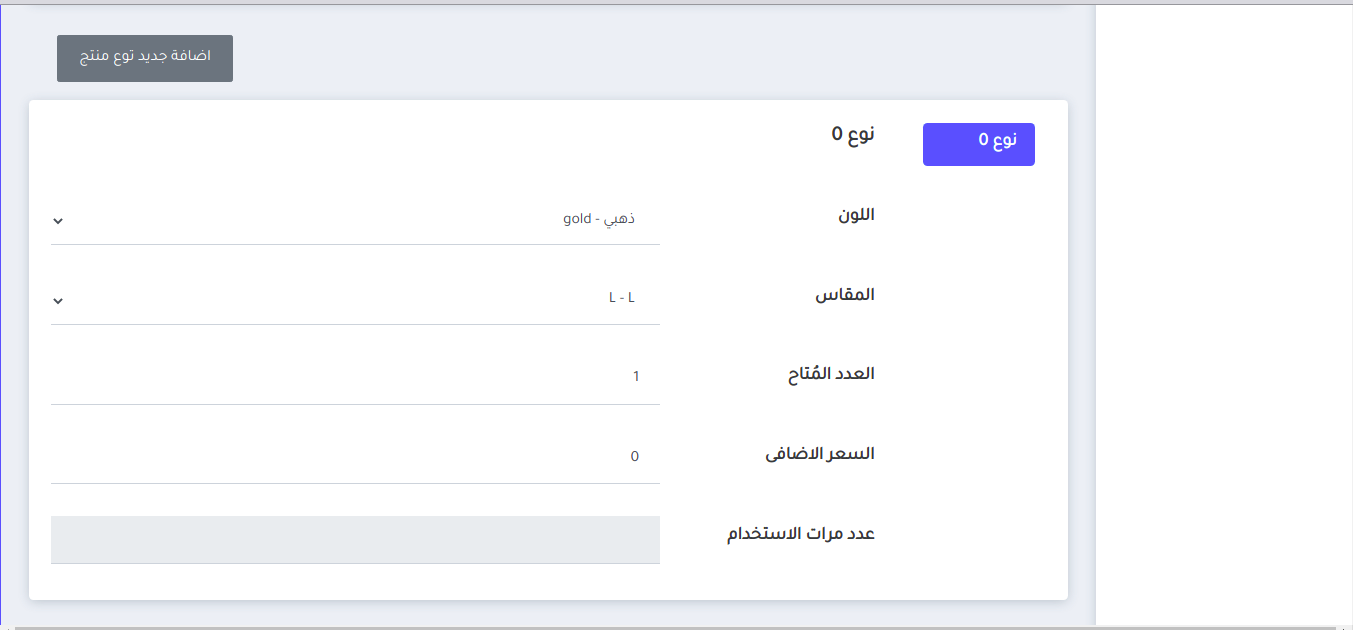 اضافة جديد توع منتج
نوع 0
نوع 0
اللون
ذهبي - gold
المقاس
L - L
العدد المُتاح
1
السعر الاضافى
0
عدد مرات الاستخدام